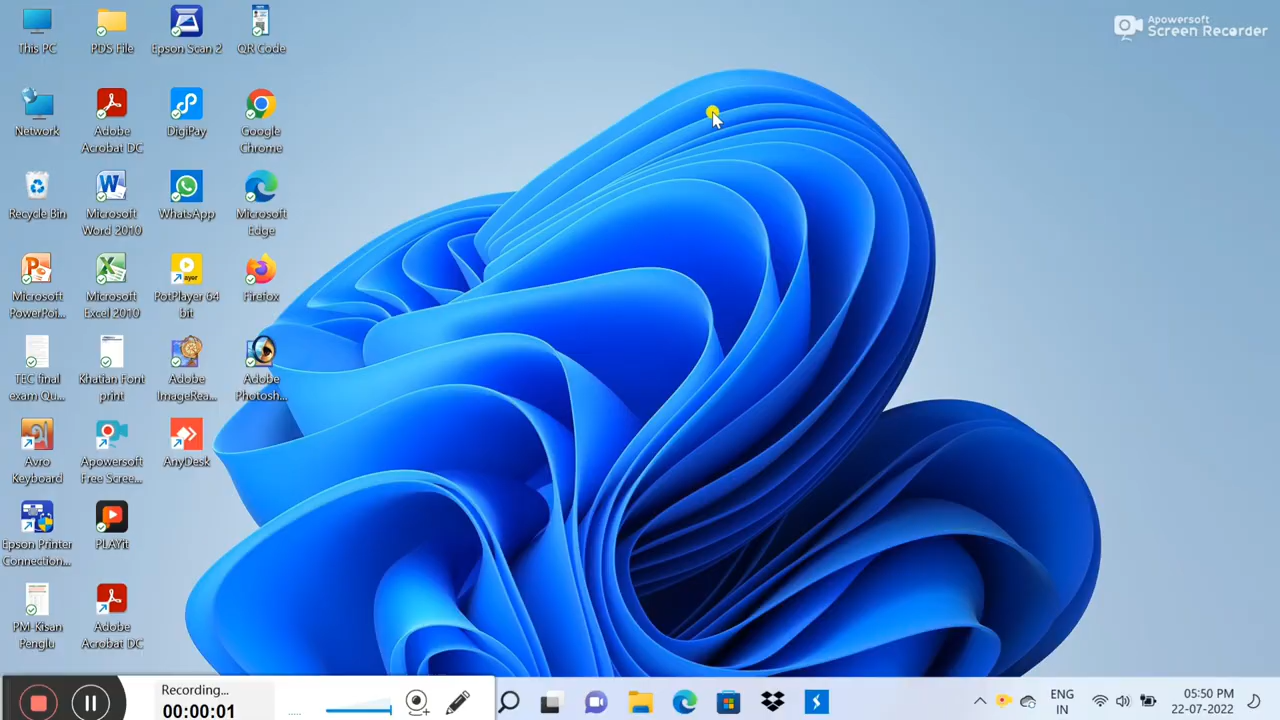 Apowersoft
Screen Recorder
This PC
PDS File
Epson Scan 2
QR Code
Network
Adobe
Acrobat DC
DigiPay
Google
Chrome
Recycle Bin
Microsoft
Word 2010
WhatsApp
Microsoft
Edge
Microsoft
PowerPoi...
Microsoft
Excel 2010
PotPlayer 64
bit
Firefox
TEC final
exam Qu...
Khatian Font
print
Adobe
ImageRea...
Adobe
Photosh...
Avro
Keyboard
Apowersoft
Free Scree...
AnyDesk
Epson Printer
Connection...
PLAYit
PM-Kisan
Penglu
Adobe
Acrobat DC
Recording...
00:00:01
ENG
IN
05:50 PM
22-07-2022